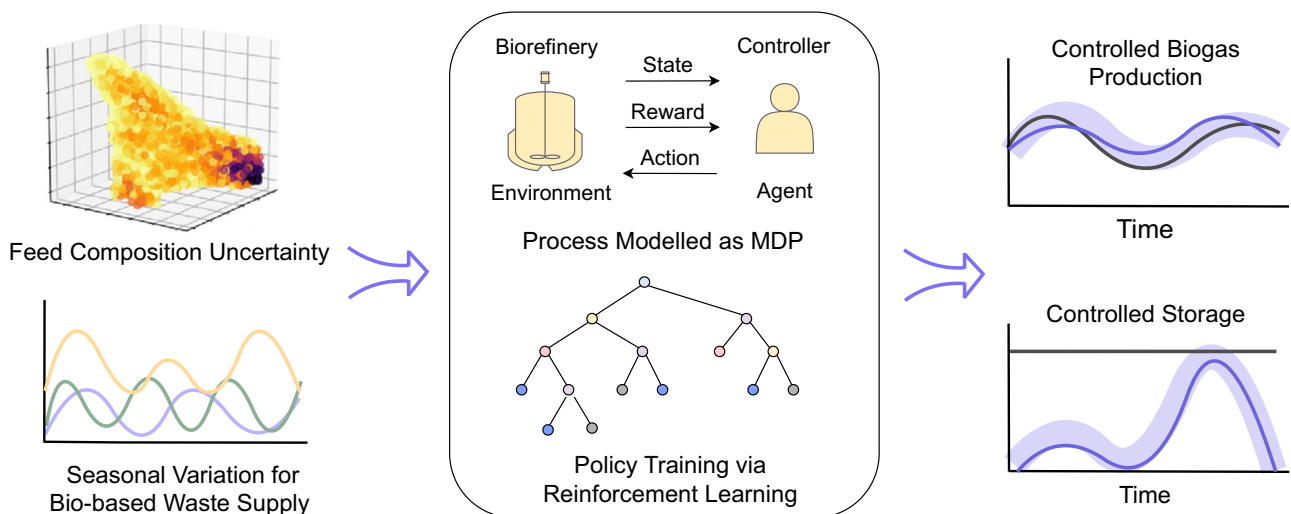 Feed Composition Uncertainty
Seasonal Variation for
Bio-based Waste Supply
Biorefinery
Controller
State
Reward
Action
Environment
Agent
Process Modelled as MDP
Policy Training via
Reinforcement Learning
Controlled Biogas
Production
Time
Controlled Storage
Time